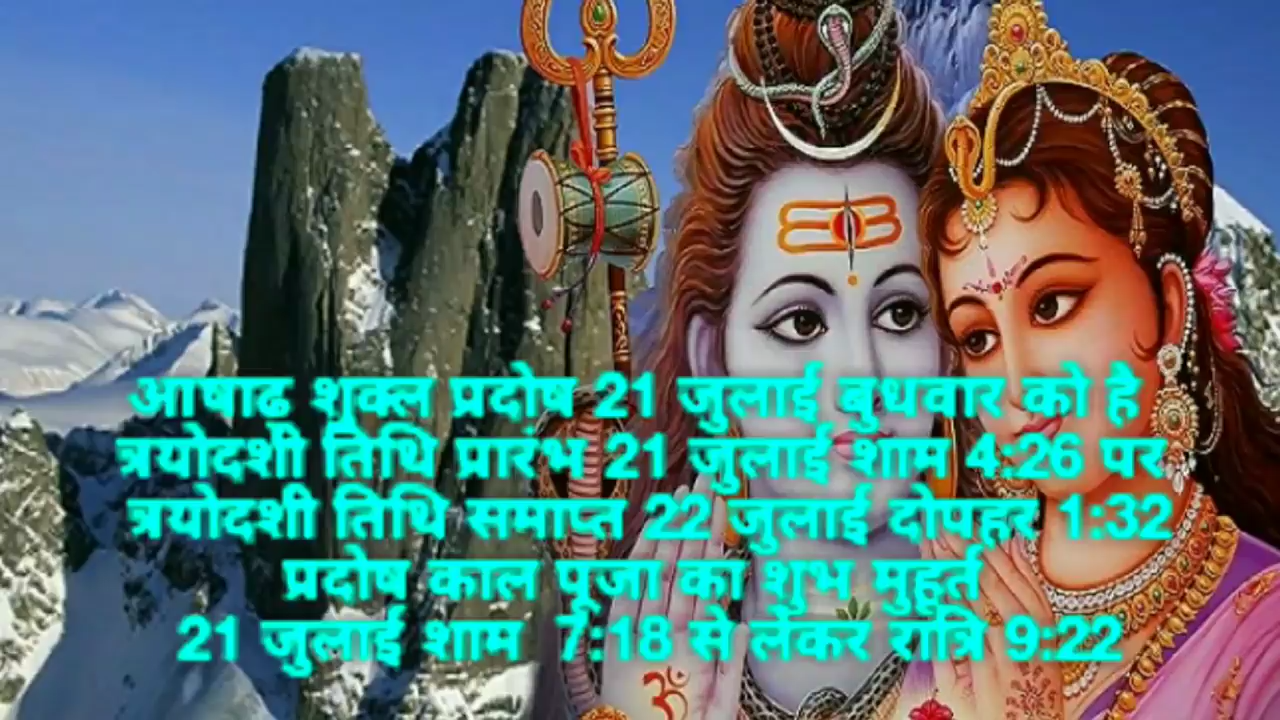 आषाढ़ शुक्ल प्रदोष 21 जुलाई बुधवार को है
त्रयोदशी तिथि प्रारंभ 21 जुलाई शाम 4:26 पर
त्रयोदशी तिथि समाप्त 22 जुलाई दोपहर 1:32
प्रदोष काल पूजा का शुभ मुहूर्त
21 जुलाई शाम 7:18 से लेकर रात्रि 9:22
ॐ